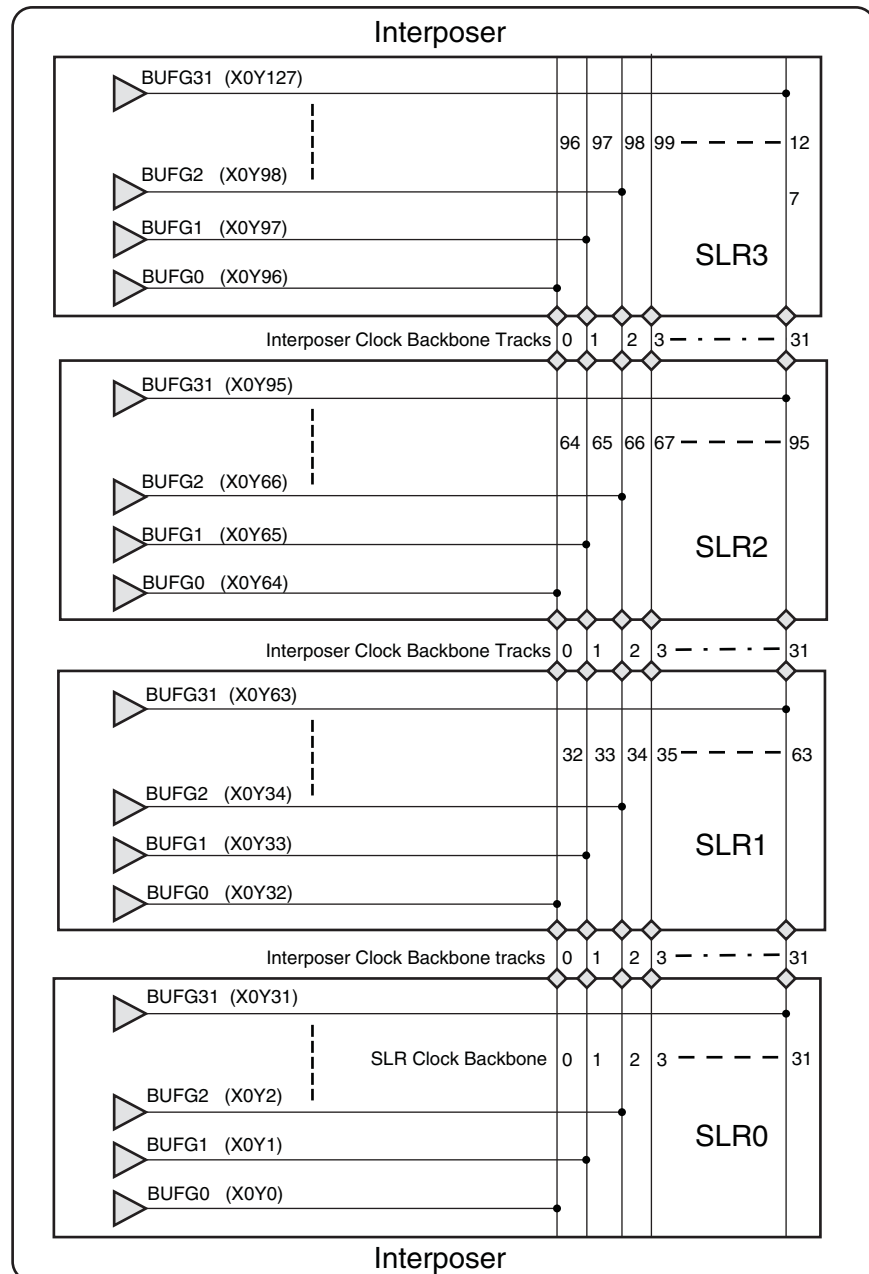 Interposer
BUFG31 (X0Y127)
96 97 98 99 12
7
BUFG2 (X0Y98)
BUFG1 (X0Y97)
SLR3
BUFG0 (X0Y96)
Interposer Clock Backbone Tracks 0 1 2 3 31
BUFG31 (X0Y95)
64 65 66 67 95
BUFG2 (X0Y66)
BUFG1 (X0Y65)
SLR2
BUFG0 (X0Y64)
Interposer Clock Backbone Tracks 0 1 2 3 31
BUFG31 (X0Y63)
32 33 34 35 63
BUFG2 (X0Y34)
BUFG1 (X0Y33)
SLR1
BUFG0 (X0Y32)
Interposer Clock Backbone tracks 0 1 2 3 31
BUFG31 (X0Y31)
SLR Clock Backbone 0 1 2 3 31
BUFG2 (X0Y2)
BUFG1 (X0Y1)
SLR0
BUFG0 (X0Y0)
Interposer